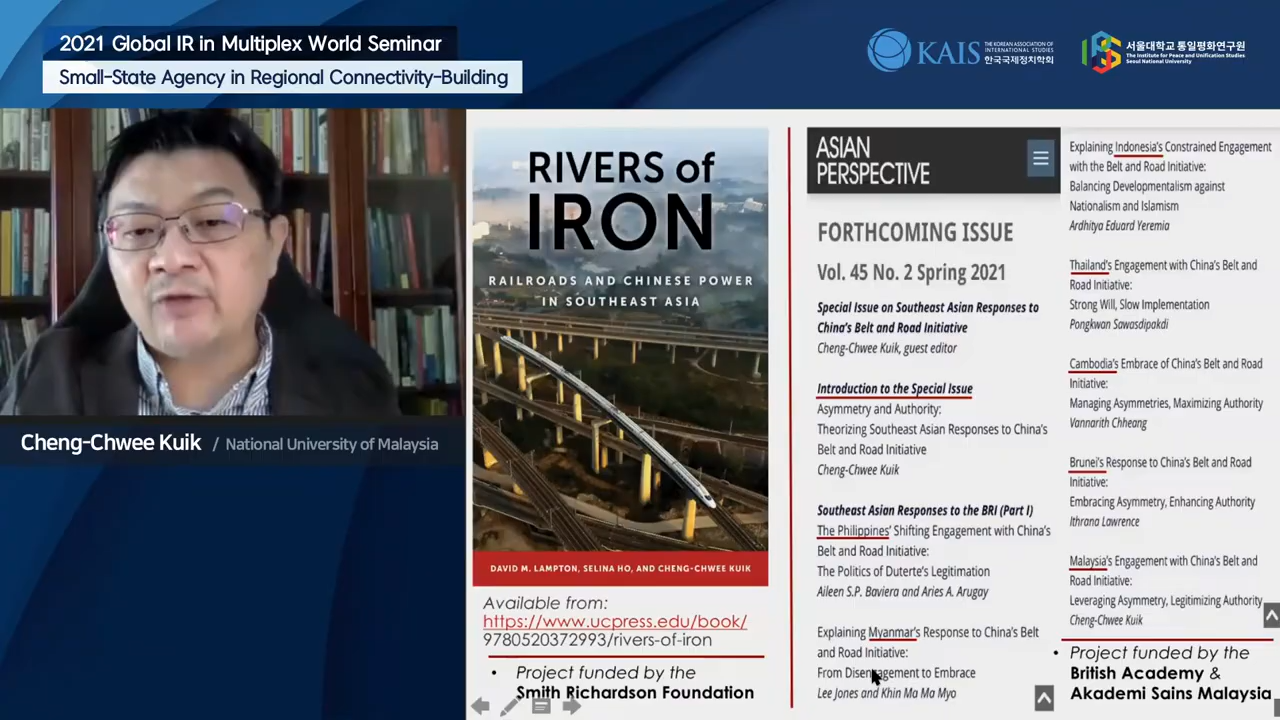 2021 Global IR in Multiplex World Seminar
Small-State Agency in Regional Connectivity-Building
KAIS
THE KOREAN ASSOCIATION OF
INTERNATIONAL STUDIES
한국국제정치학회
서울대학교 통일평화연구원
The Institute for Peace and Unification Studies
Seoul National University
Cheng-Chwee Kuik / National University of Malaysia
RIVERS of
IRON
RAILROADS AND CHINESE POWER
IN SOUTHEAST ASIA
DAVID M. LAMPTON, SELINA HO, AND CHENG-CHWEE KUIK
Available from:
https://www.ucpress.edu/book/
9780520372993/rivers-of-iron
• Project funded by the
Smith Richardson Foundation
ASIAN
PERSPECTIVE
FORTHCOMING ISSUE
Vol. 45 No. 2 Spring 2021
Special Issue on Southeast Asian Responses to
China's Belt and Road Initiative
Cheng-Chwee Kuik, guest editor
Introduction to the Special Issue
Asymmetry and Authority:
Theorizing Southeast Asian Responses to China's
Belt and Road Initiative
Cheng-Chwee Kuik
Southeast Asian Responses to the BRI (Part I)
The Philippines' Shifting Engagement with China's
Belt and Road Initiative:
The Politics of Duterte's Legitimation
Aileen S.P. Baviera and Aries A. Arugay
Explaining Myanmar's Response to China's Belt
and Road Initiative:
From Disengagement to Embrace
Lee Jones and Khin Ma Ma Myo
Explaining Indonesia's Constrained Engagement
with the Belt and Road Initiative:
Balancing Developmentalism against
Nationalism and Islamism
Ardhitya Eduard Yeremia
Thailand's Engagement with China's Belt and
Road Initiative:
Strong Will, Slow Implementation
Pongkwan Sawasdipakdi
Cambodia's Embrace of China's Belt and Road
Initiative:
Managing Asymmetries, Maximizing Authority
Vannarith Chheang
Brunei's Response to China's Belt and Road
Initiative:
Embracing Asymmetry, Enhancing Authority
Ithrana Lawrence
Malaysia's Engagement with China's Belt and
Road Initiative:
Leveraging Asymmetry, Legitimizing Authority
Cheng-Chwee Kuik
• Project funded by the
British Academy &
Akademi Sains Malaysia